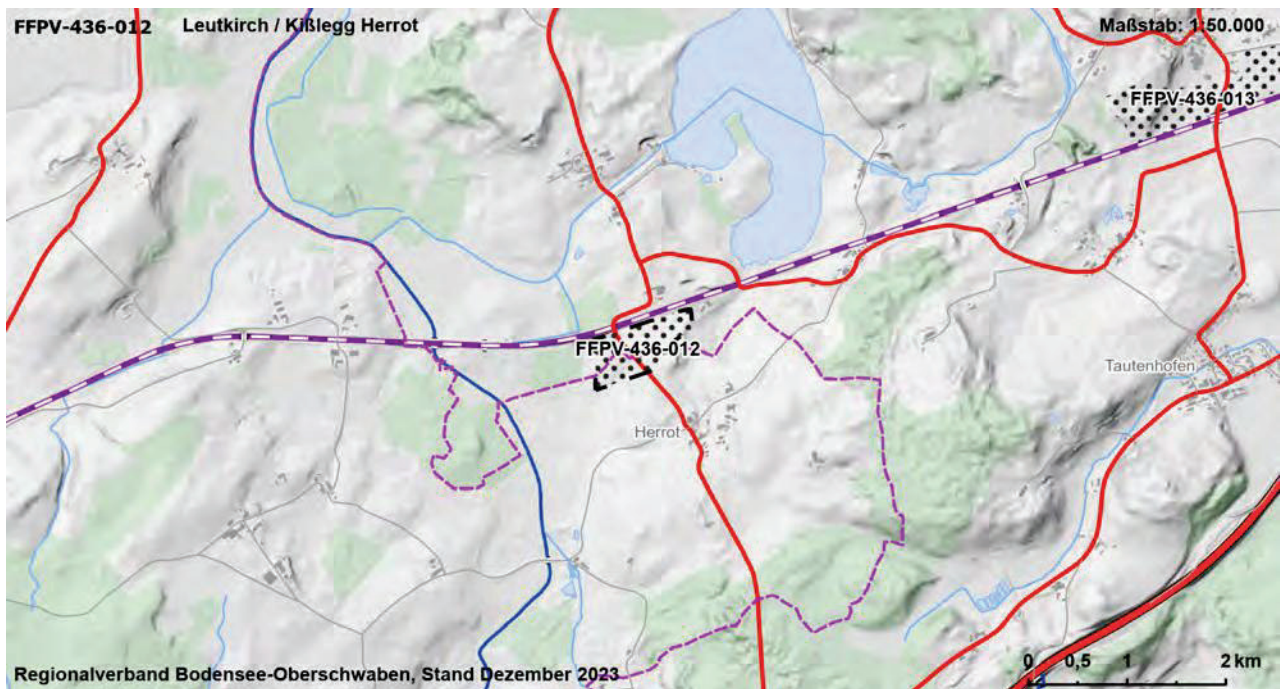 FFPV-436-012 Leutkirch / Kißlegg Herrot Maßstab: 1:50.000
FFPV-436-013
FFPV-436-012
Tautenhofen
Herrot
Regionalverband Bodensee-Oberschwaben, Stand Dezember 2023
0 0,5 1 2 km